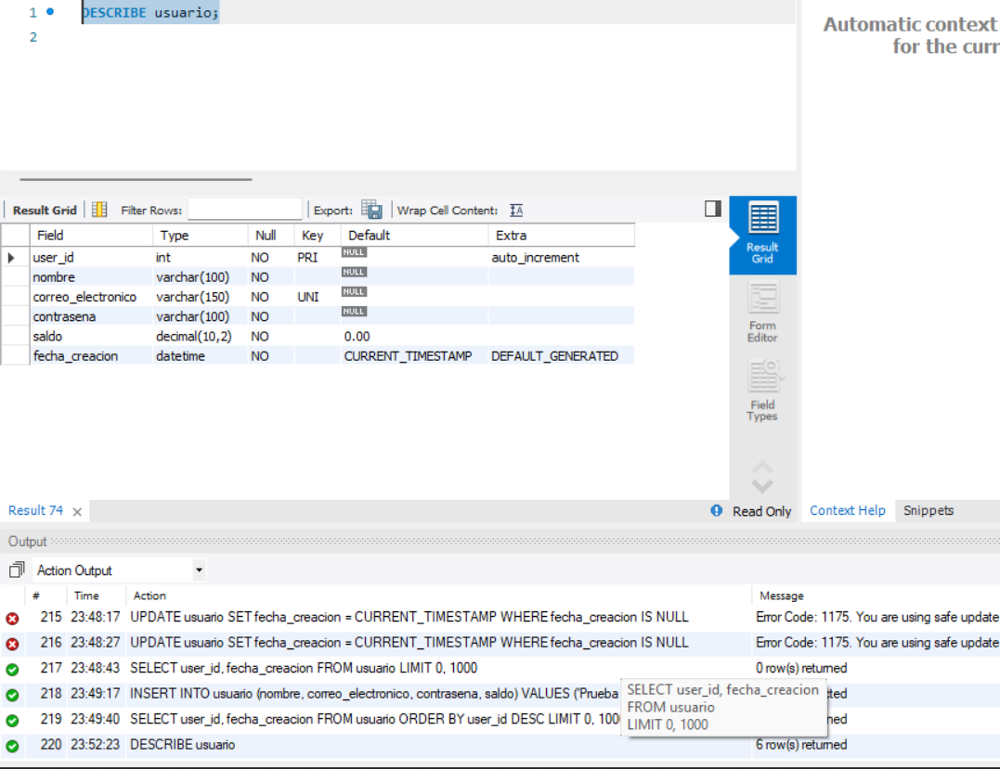 1 DESCRIBE usuario;
2
Automatic context
for the curr
Result Grid Filter Rows: Export: Wrap Cell Content: IA
Field Type Null Key Default Extra
user_id int NO PRI NULL auto_increment
nombre varchar(100) NO NULL
correo_electronico varchar(150) NO UNI NULL
contrasena varchar(100) NO NULL
saldo decimal(10,2) NO 0.00
fecha_creacion datetime NO CURRENT_TIMESTAMP DEFAULT_GENERATED
Result
Grid
Form
Editor
Field
Types
Result 74 Read Only Context Help Snippets
Output
Action Output
# Time Action Message
215 23:48:17 UPDATE usuario SET fecha_creacion = CURRENT_TIMESTAMP WHERE fecha_creacion IS NULL Error Code: 1175. You are using safe update
216 23:48:27 UPDATE usuario SET fecha_creacion = CURRENT_TIMESTAMP WHERE fecha_creacion IS NULL Error Code: 1175. You are using safe update
217 23:48:43 SELECT user_id, fecha_creacion FROM usuario LIMIT 0, 1000 0 row(s) returned
218 23:49:17 INSERT INTO usuario (nombre, correo_electronico, contrasena, saldo) VALUES ('Prueba
219 23:49:40 SELECT user_id, fecha_creacion FROM usuario ORDER BY user_id DESC LIMIT 0, 100
220 23:52:23 DESCRIBE usuario 6 row(s) returned
SELECT user_id, fecha_creacion
FROM usuario
LIMIT 0, 1000